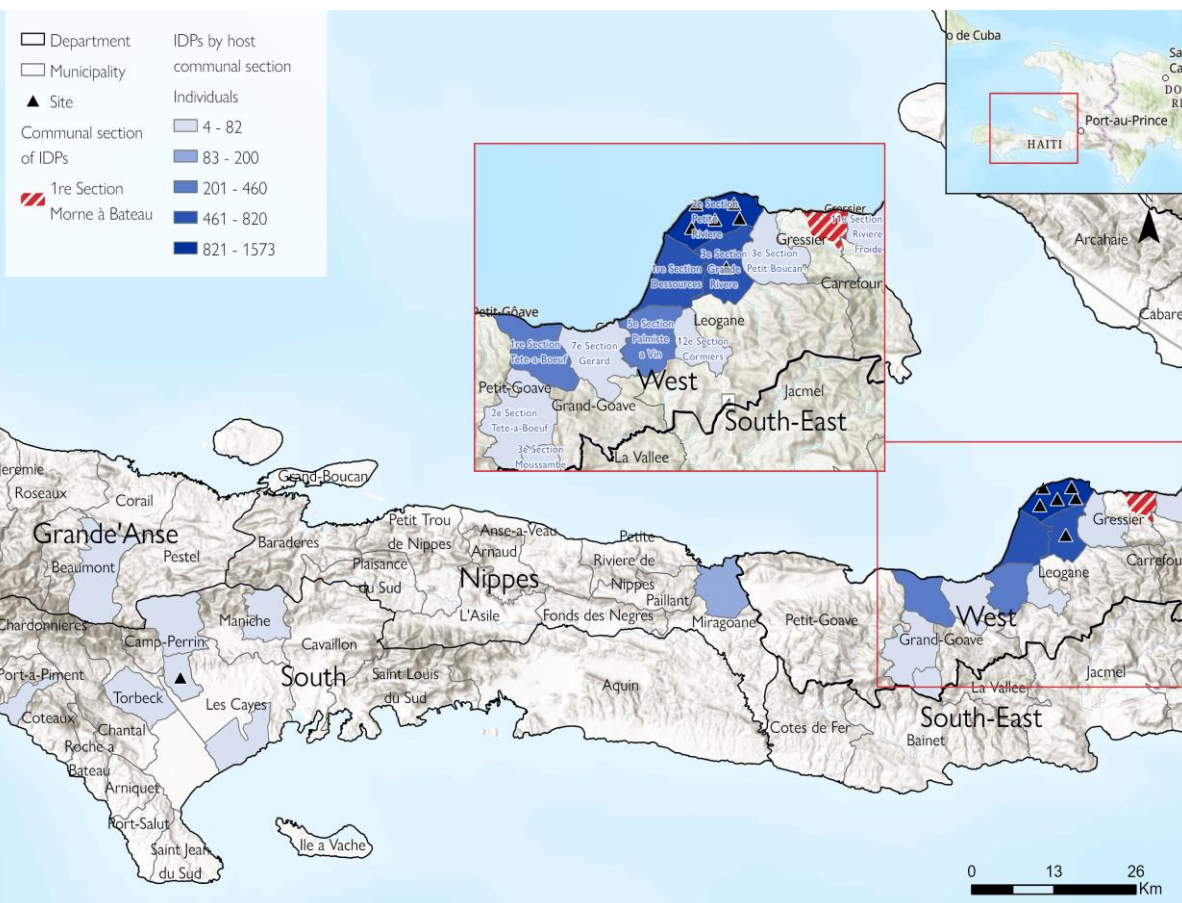 Department
Municipality
Site
Communal section
of IDPs
1re Section
Morne à Bateau
IDPs by host
communal section
Individuals
4 - 82
83 - 200
201 - 460
461 - 820
821 - 1573
o de Cuba
Port-au-Prince
HAITI
Sa
Ca
DO
RE
Arcahaie
Cabare
2e Section
Petite
Riviere
Gressier
11e Section
Riviere
Froide
Gressier
3e Section
Grande
Rivere
3e Section
Petit Boucan
1re Section
Dessources
Carrefour
Petit-Gôave
Leogane
5e Section
Palmiste
a Vin
12e Section
Cormiers
1re Section
Tete-a-Boeuf
7e Section
Gerard
West
Petit-Goave
Grand-Goave
Jacmel
2e Section
Tete-a-Boeuf
South-East
3e Section
Moussambe
La Vallee
Jeremie
Roseaux
Corail
Grand-Boucan
Grande'Anse
Beaumont
Pestel
Baraderes
Petit Trou
de Nippes
Plaisance
du Sud
Anse-a-Veau
Arnaud
Nippes
L'Asile
Petite
Riviere de
Nippes
Paillant
Fonds des Negres
Miragoane
Petit-Goave
Grand-Goave
West
Leogane
Gressier
Carrefour
Jacmel
La Vallee
South-East
Bainet
Cotes de Fer
Aquin
Chardonnieres
Camp-Perrin
Maniche
Cavaillon
Port-a-Piment
Torbeck
South
Saint Louis
du Sud
Les Cayes
Coteaux
Chantal
Roche a
Bateau
Arniquet
Port-Salut
Saint Jean
du Sud
Ile a Vache
0 13 26
Km